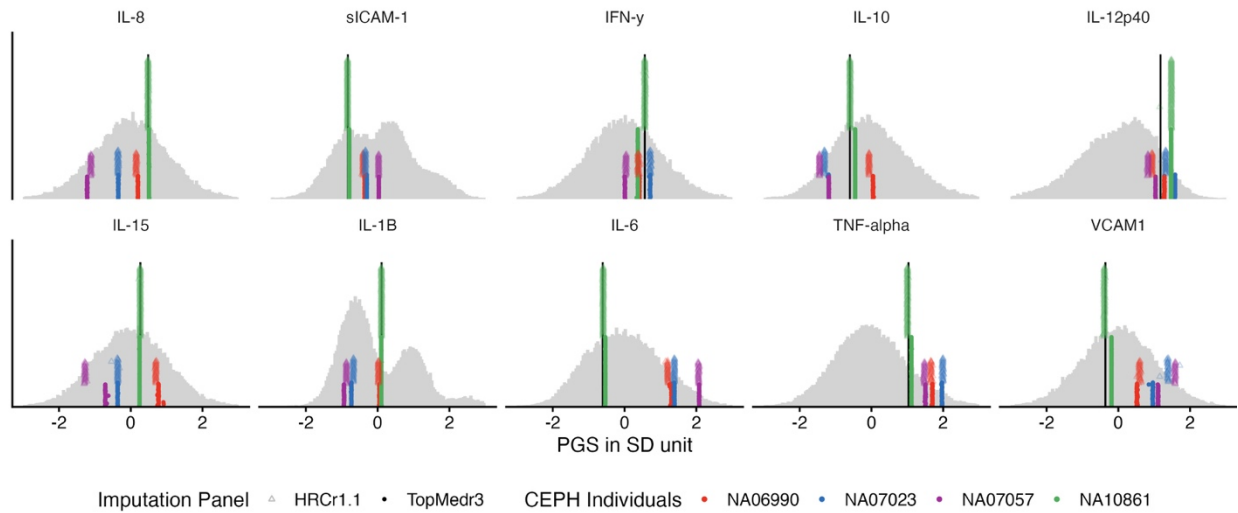 IL-8 sICAM-1 IFN-y IL-10 IL-12p40
IL-15 IL-1B IL-6 TNF-alpha VCAM1
-2 0 2 -2 0 2 -2 0 2 -2 0 2 -2 0 2
PGS in SD unit
Imputation Panel HRCr1.1 TopMedr3 CEPH Individuals NA06990 NA07023 NA07057 NA10861